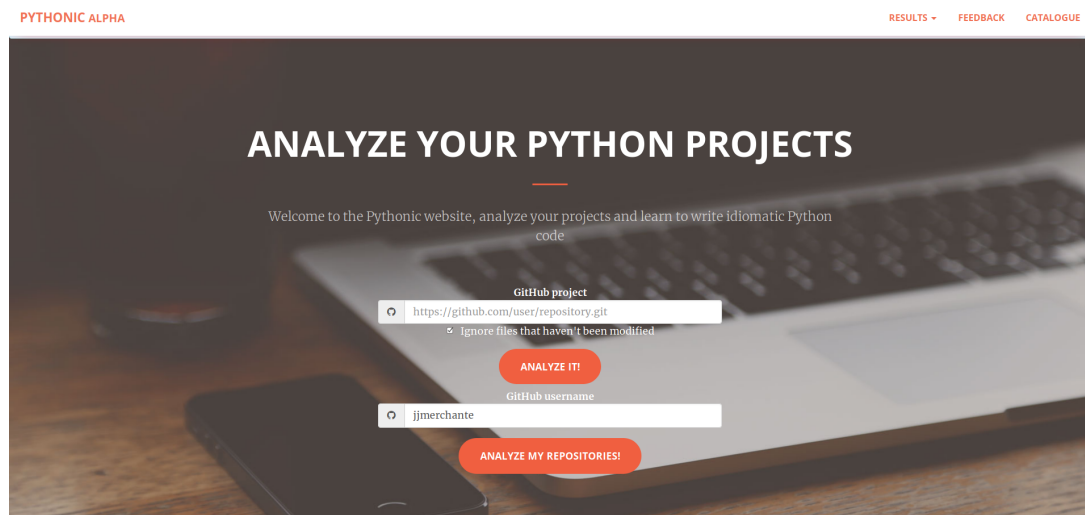 PYTHONIC ALPHA
RESULTS FEEDBACK CATALOGUE
ANALYZE YOUR PYTHON PROJECTS
Welcome to the Pythonic website, analyze your projects and learn to write idiomatic Python
code
GitHub project
https://github.com/user/repository.git
Ignore files that haven't been modified
ANALYZE IT!
GitHub username
jjmerchante
ANALYZE MY REPOSITORIES!